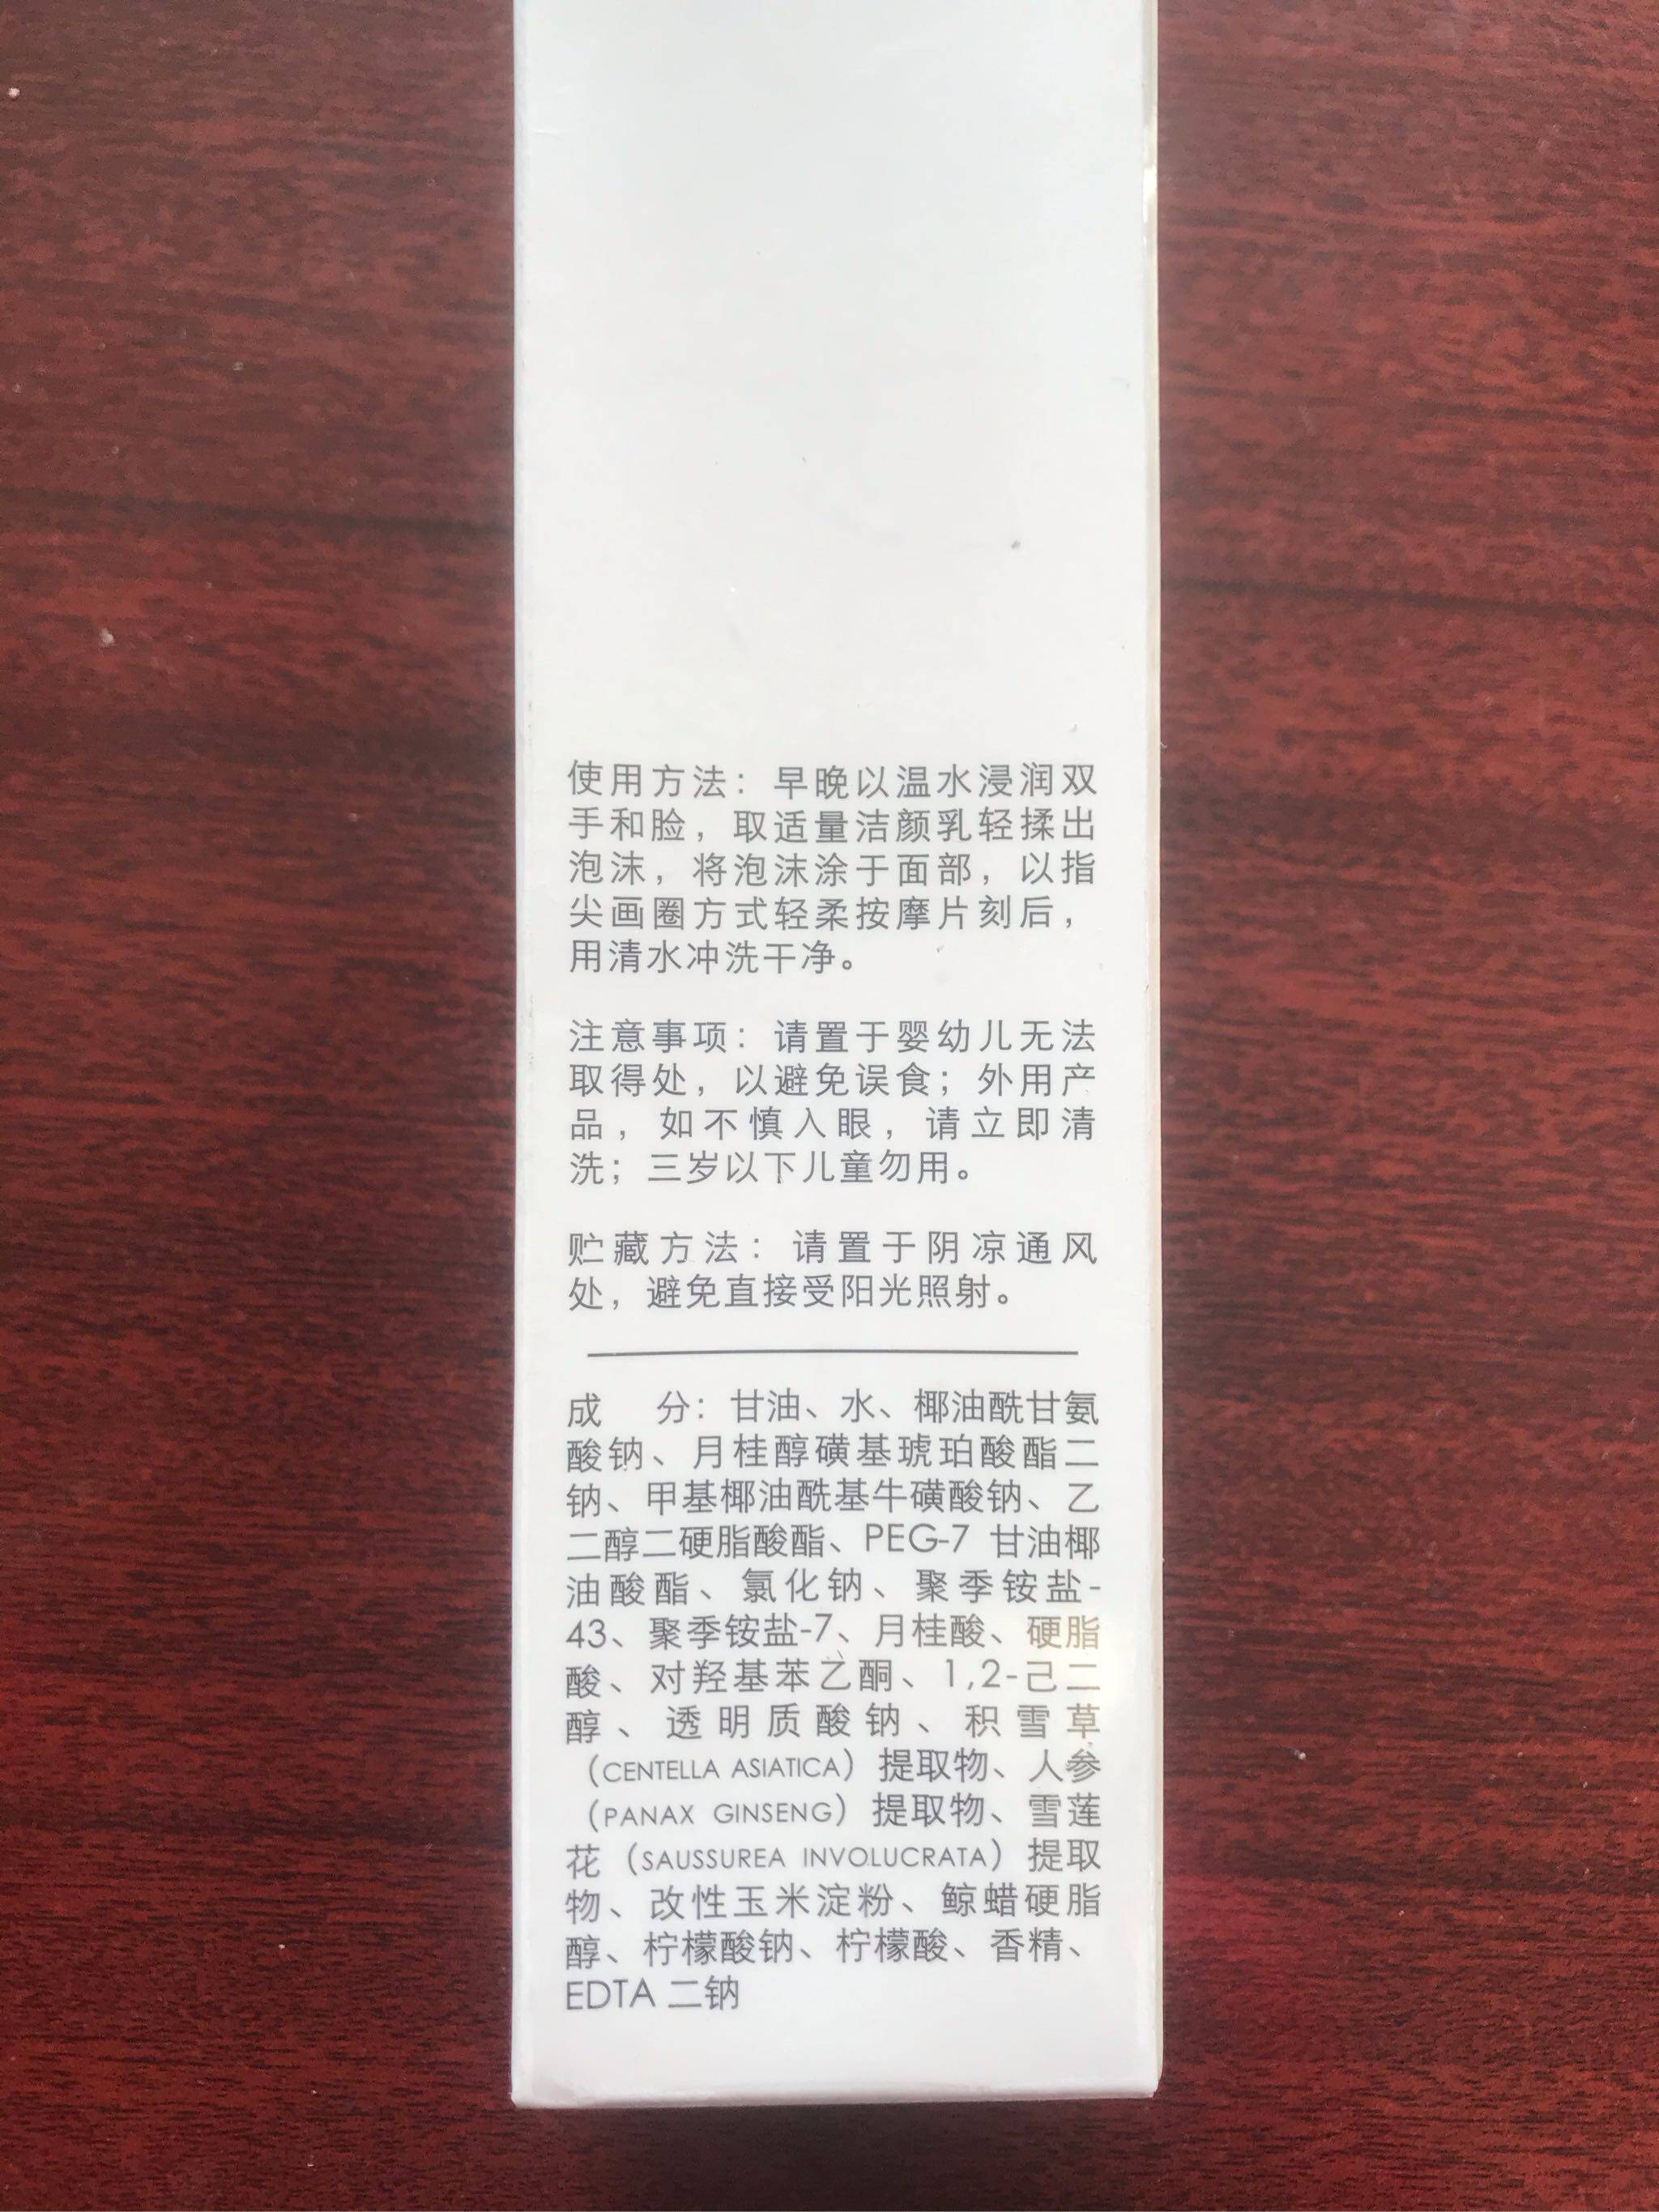 使用方法：早晚以温水浸润双
手和脸，取适量洁颜乳轻揉出
泡沫，将泡沫涂于面部，以指
尖画圈方式轻柔按摩片刻后，
用清水冲洗干净。
注意事项：请置于婴幼儿无法
取得处，以避免误食；外用产
品，如不慎入眼，请立即清
洗；三岁以下儿童勿用。
贮藏方法：请置于阴凉通风
处，避免直接受阳光照射。
成 分：甘油、水、椰油酰甘氨
酸钠、月桂醇磺基琥珀酸酯二
钠、甲基椰油酰基牛磺酸钠、乙
二醇二硬脂酸酯、PEG-7 甘油椰
油酸酯、氯化钠、聚季铵盐-
43、聚季铵盐-7、月桂酸、硬脂
酸、对羟基苯乙酮、1,2-己二
醇、透明质酸钠、积雪草
（CENTELLA ASIATICA）提取物、人参
（PANAX GINSENG）提取物、雪莲
花（SAUSSUREA INVOLUCRATA）提取
物、改性玉米淀粉、鲸蜡硬脂
醇、柠檬酸钠、柠檬酸、香精、
EDTA 二钠